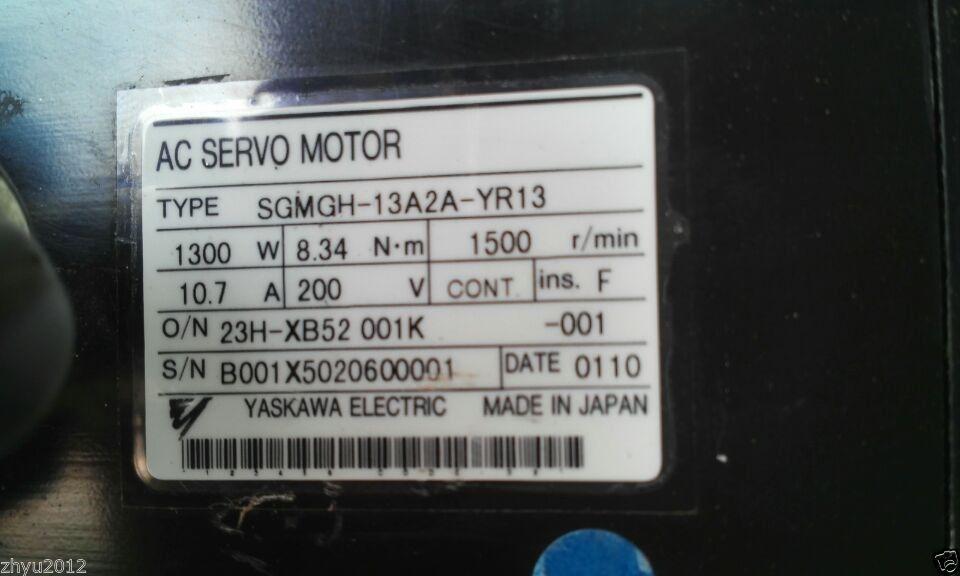 AC SERVO MOTOR
TYPE SGMGH-13A2A-YR13
1300 W 8.34 N·m 1500 r/min
10.7 A 200 V CONT. ins. F
O/N 23H-XB52 001K -001
S/N B001X5020600001 DATE 0110
YASKAWA ELECTRIC MADE IN JAPAN
zhyu2012